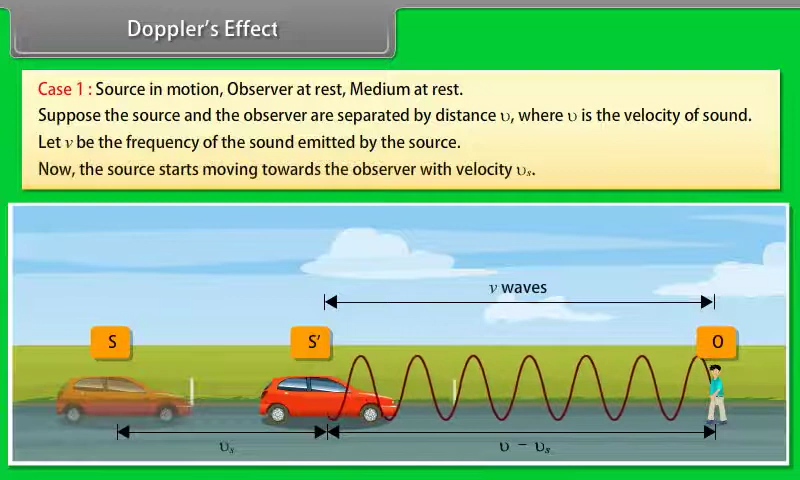 Doppler's Effect
Case 1 : Source in motion, Observer at rest, Medium at rest.
Suppose the source and the observer are separated by distance υ, where υ is the velocity of sound.
Let ν be the frequency of the sound emitted by the source.
Now, the source starts moving towards the observer with velocity υₛ.
ν waves
S S' O
υₛ υ − υₛ